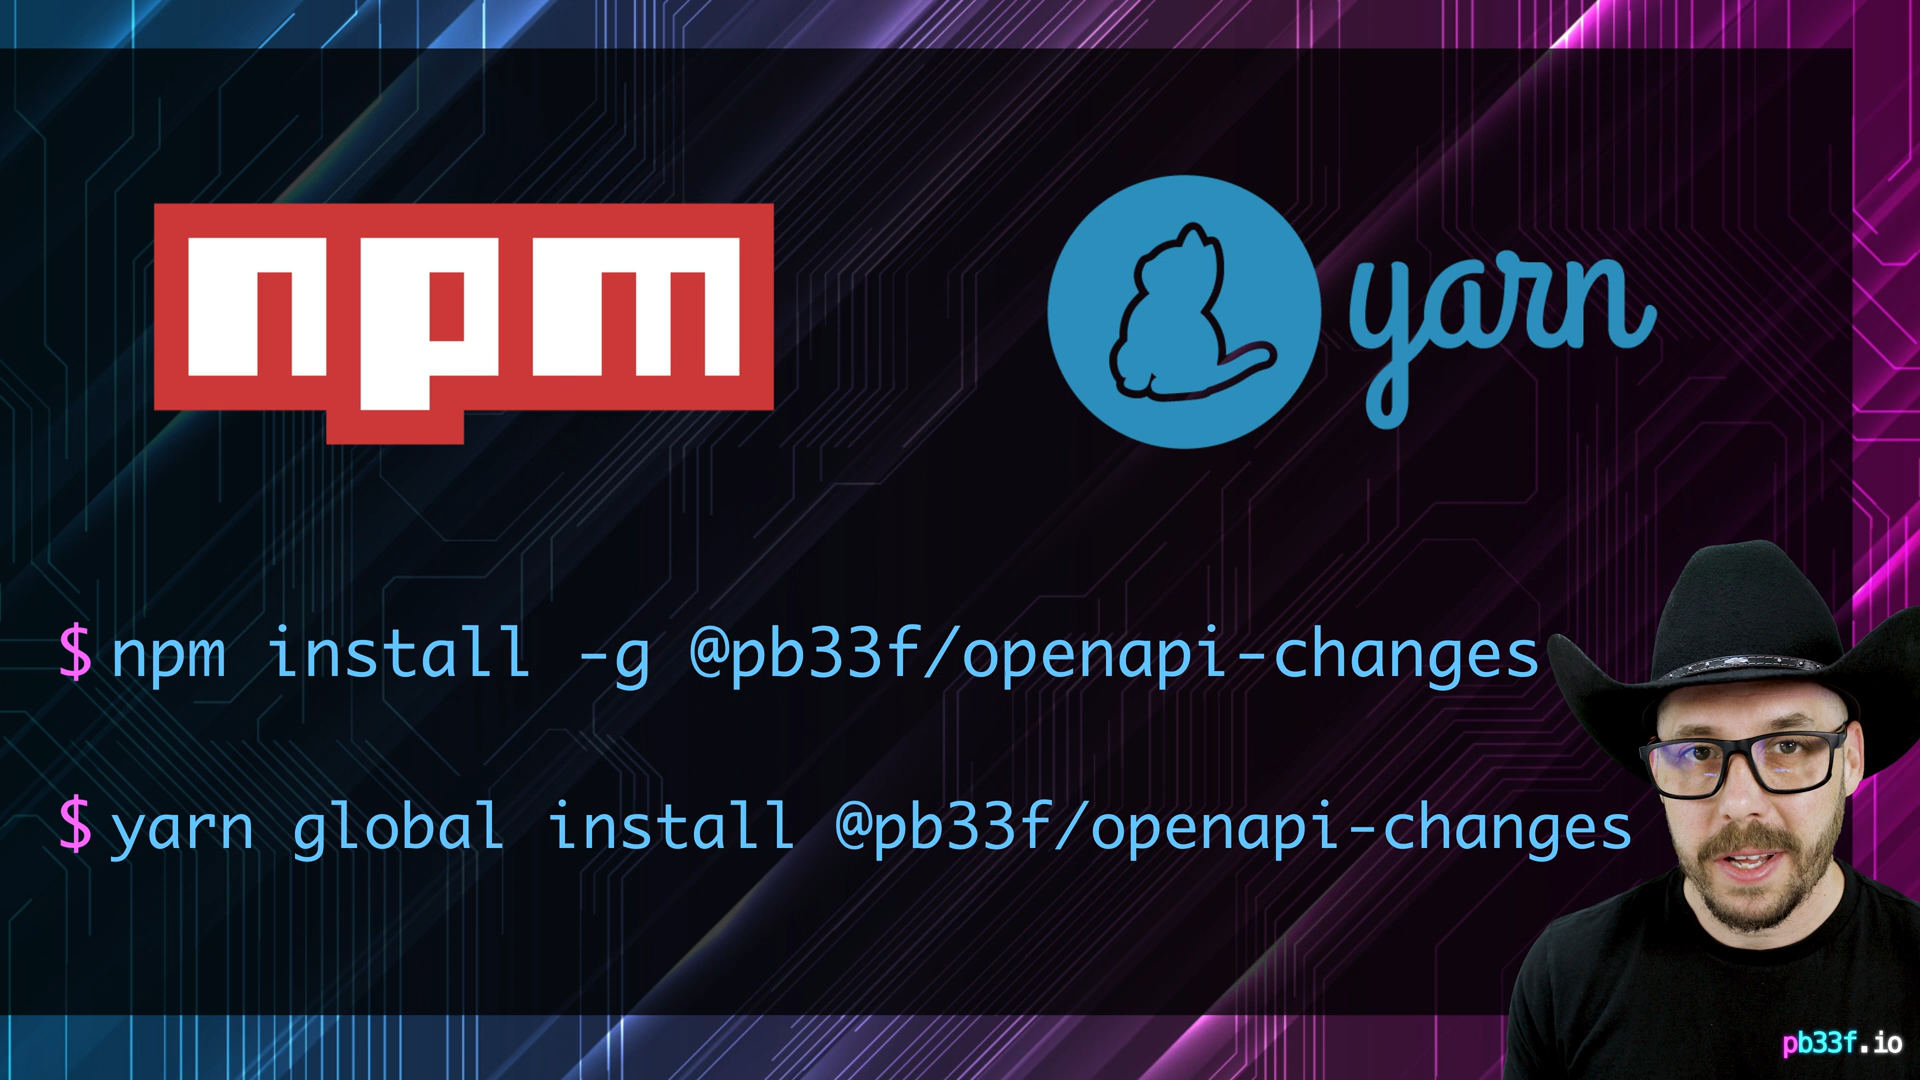 npm
yarn
$ npm install -g @pb33f/openapi-changes
$ yarn global install @pb33f/openapi-changes
pb33f.io